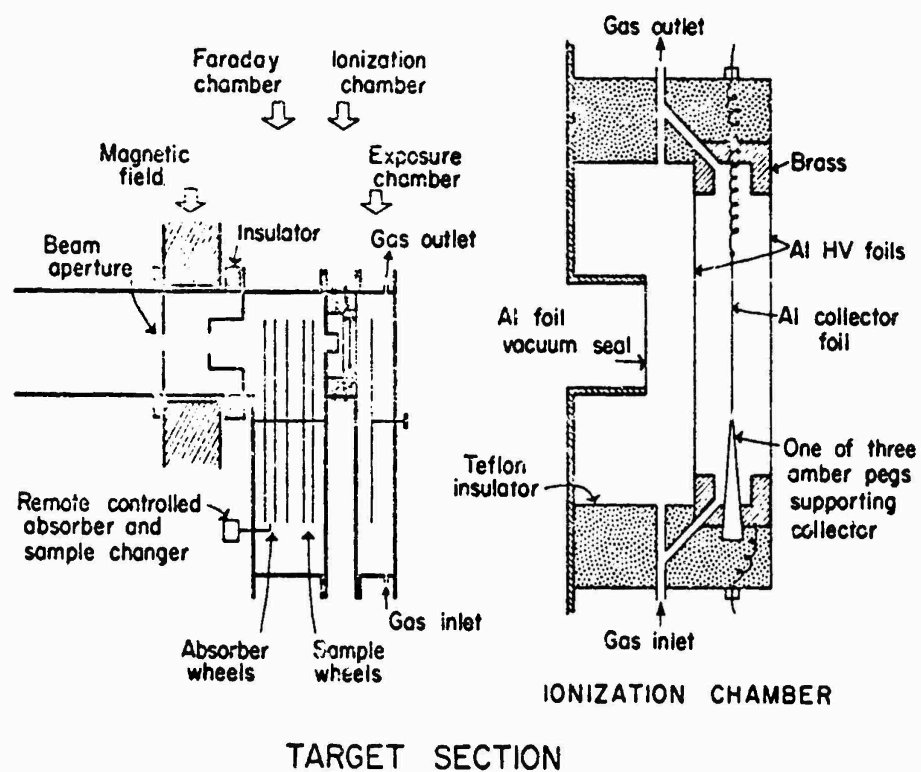 Faraday
chamber
Ionization
chamber
Magnetic
field
Exposure
chamber
Beam
aperture
Insulator
Gas outlet
Remote controlled
absorber and
sample changer
Gas inlet
Absorber
wheels
Sample
wheels
Gas outlet
Brass
Al HV foils
Al foil
vacuum seal
Al collector
foil
Teflon
insulator
One of three
amber pegs
supporting
collector
Gas inlet
IONIZATION CHAMBER
TARGET SECTION